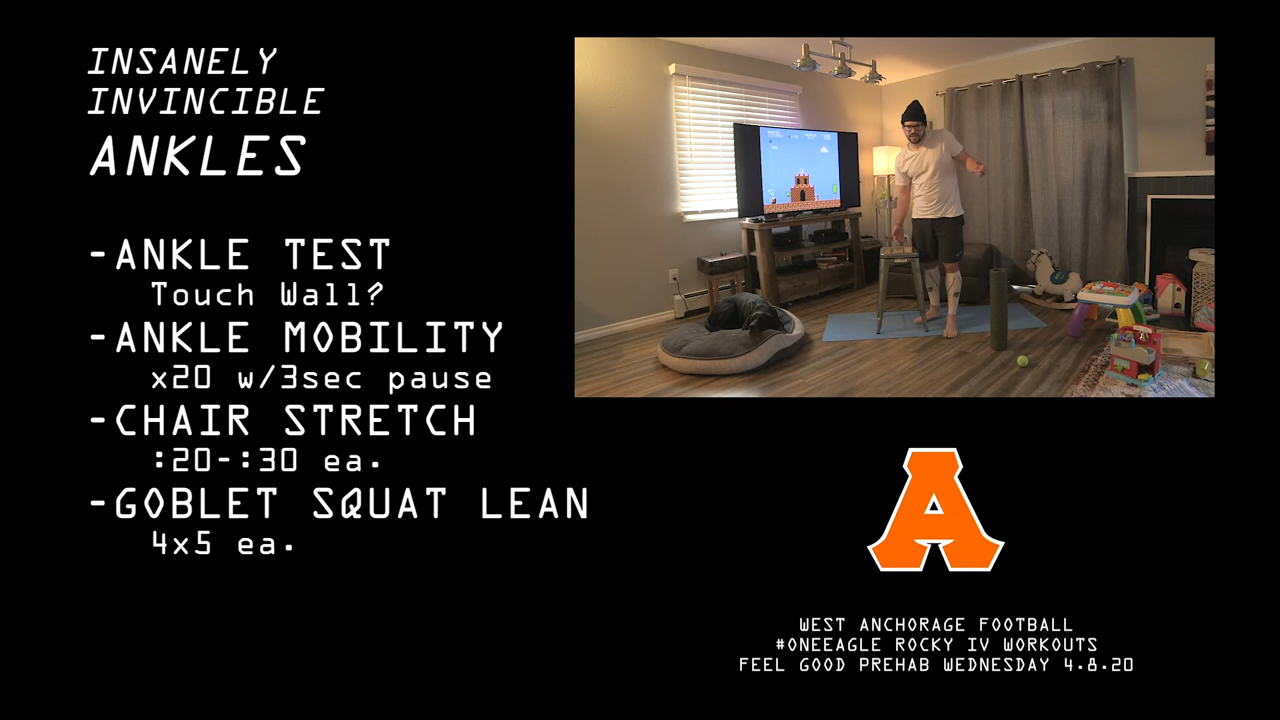 INSANELY
INVINCIBLE
ANKLES
-ANKLE TEST
Touch Wall?
-ANKLE MOBILITY
x20 w/3sec pause
-CHAIR STRETCH
:20-:30 ea.
-GOBLET SQUAT LEAN
4x5 ea.
A
WEST ANCHORAGE FOOTBALL
#ONEEAGLE ROCKY IV WORKOUTS
FEEL GOOD PREHAB WEDNESDAY 4.8.20